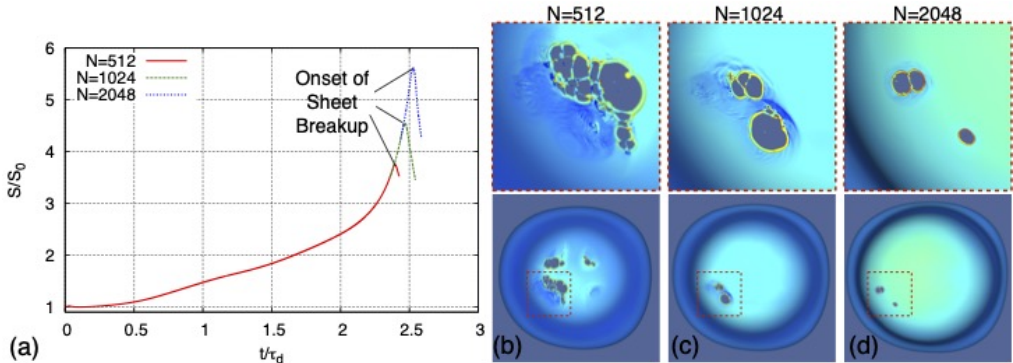 N=512
N=1024
N=2048
6
5
4
3
2
1
S/S0
N=512
N=1024
N=2048
Onset of
Sheet
Breakup
0
0.5
1
1.5
2
2.5
3
t/τd
(a)
(b)
(c)
(d)